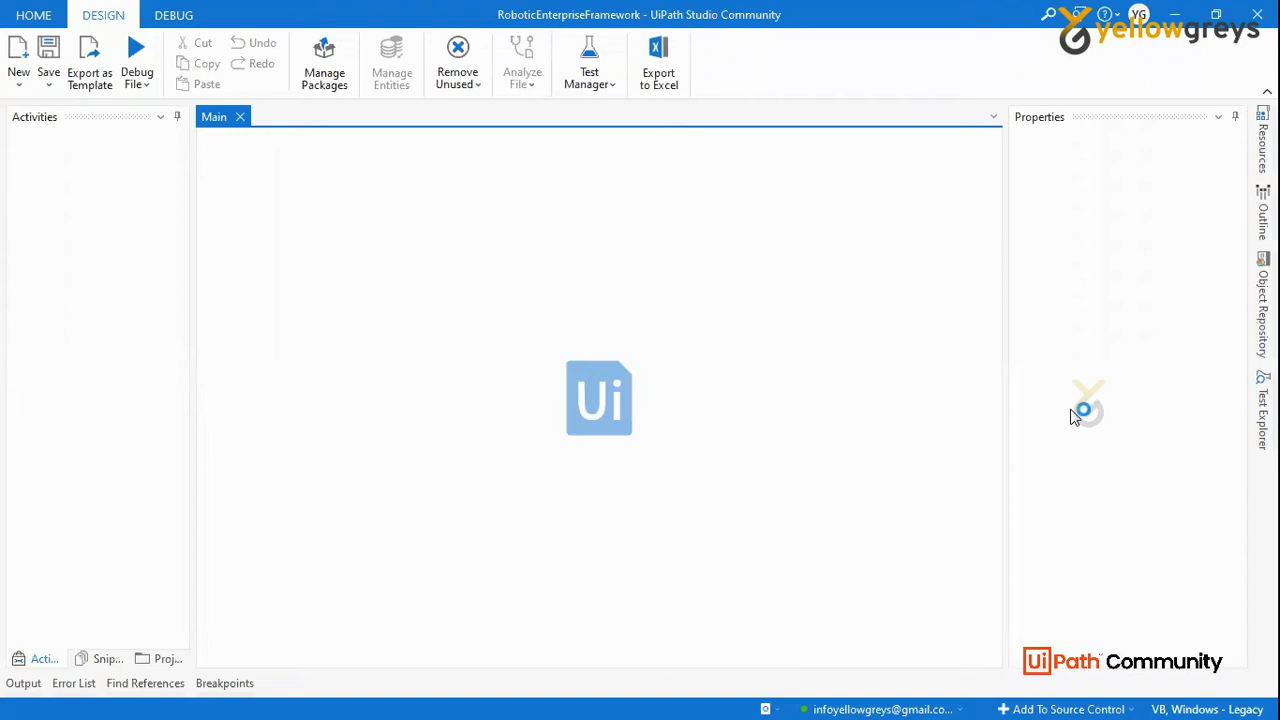 HOME DESIGN DEBUG
RoboticEnterpriseFramework - UiPath Studio Community
YG
yellowgreys
New
Save
Export as
Template
Debug
File
Cut
Copy
Paste
Undo
Redo
Manage
Packages
Manage
Entities
Remove
Unused
Analyze
File
Test
Manager
Export
to Excel
Activities
Main
Properties
Resources
Outline
Object Repository
Test Explorer
Ui
UiPath Community
Acti...
Snip...
Proj...
Output Error List Find References Breakpoints
infoyellowgreys@gmail.co...
Add To Source Control
VB, Windows - Legacy